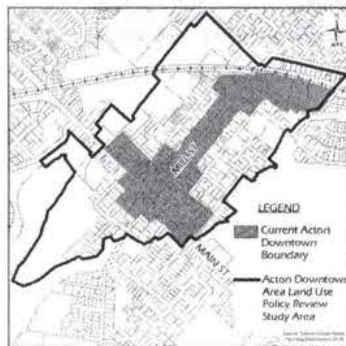 MILL ST
MAIN ST
LEGEND
Current Acton
Downtown
Boundary
Acton Downtown
Area Land Use
Policy Review
Study Area